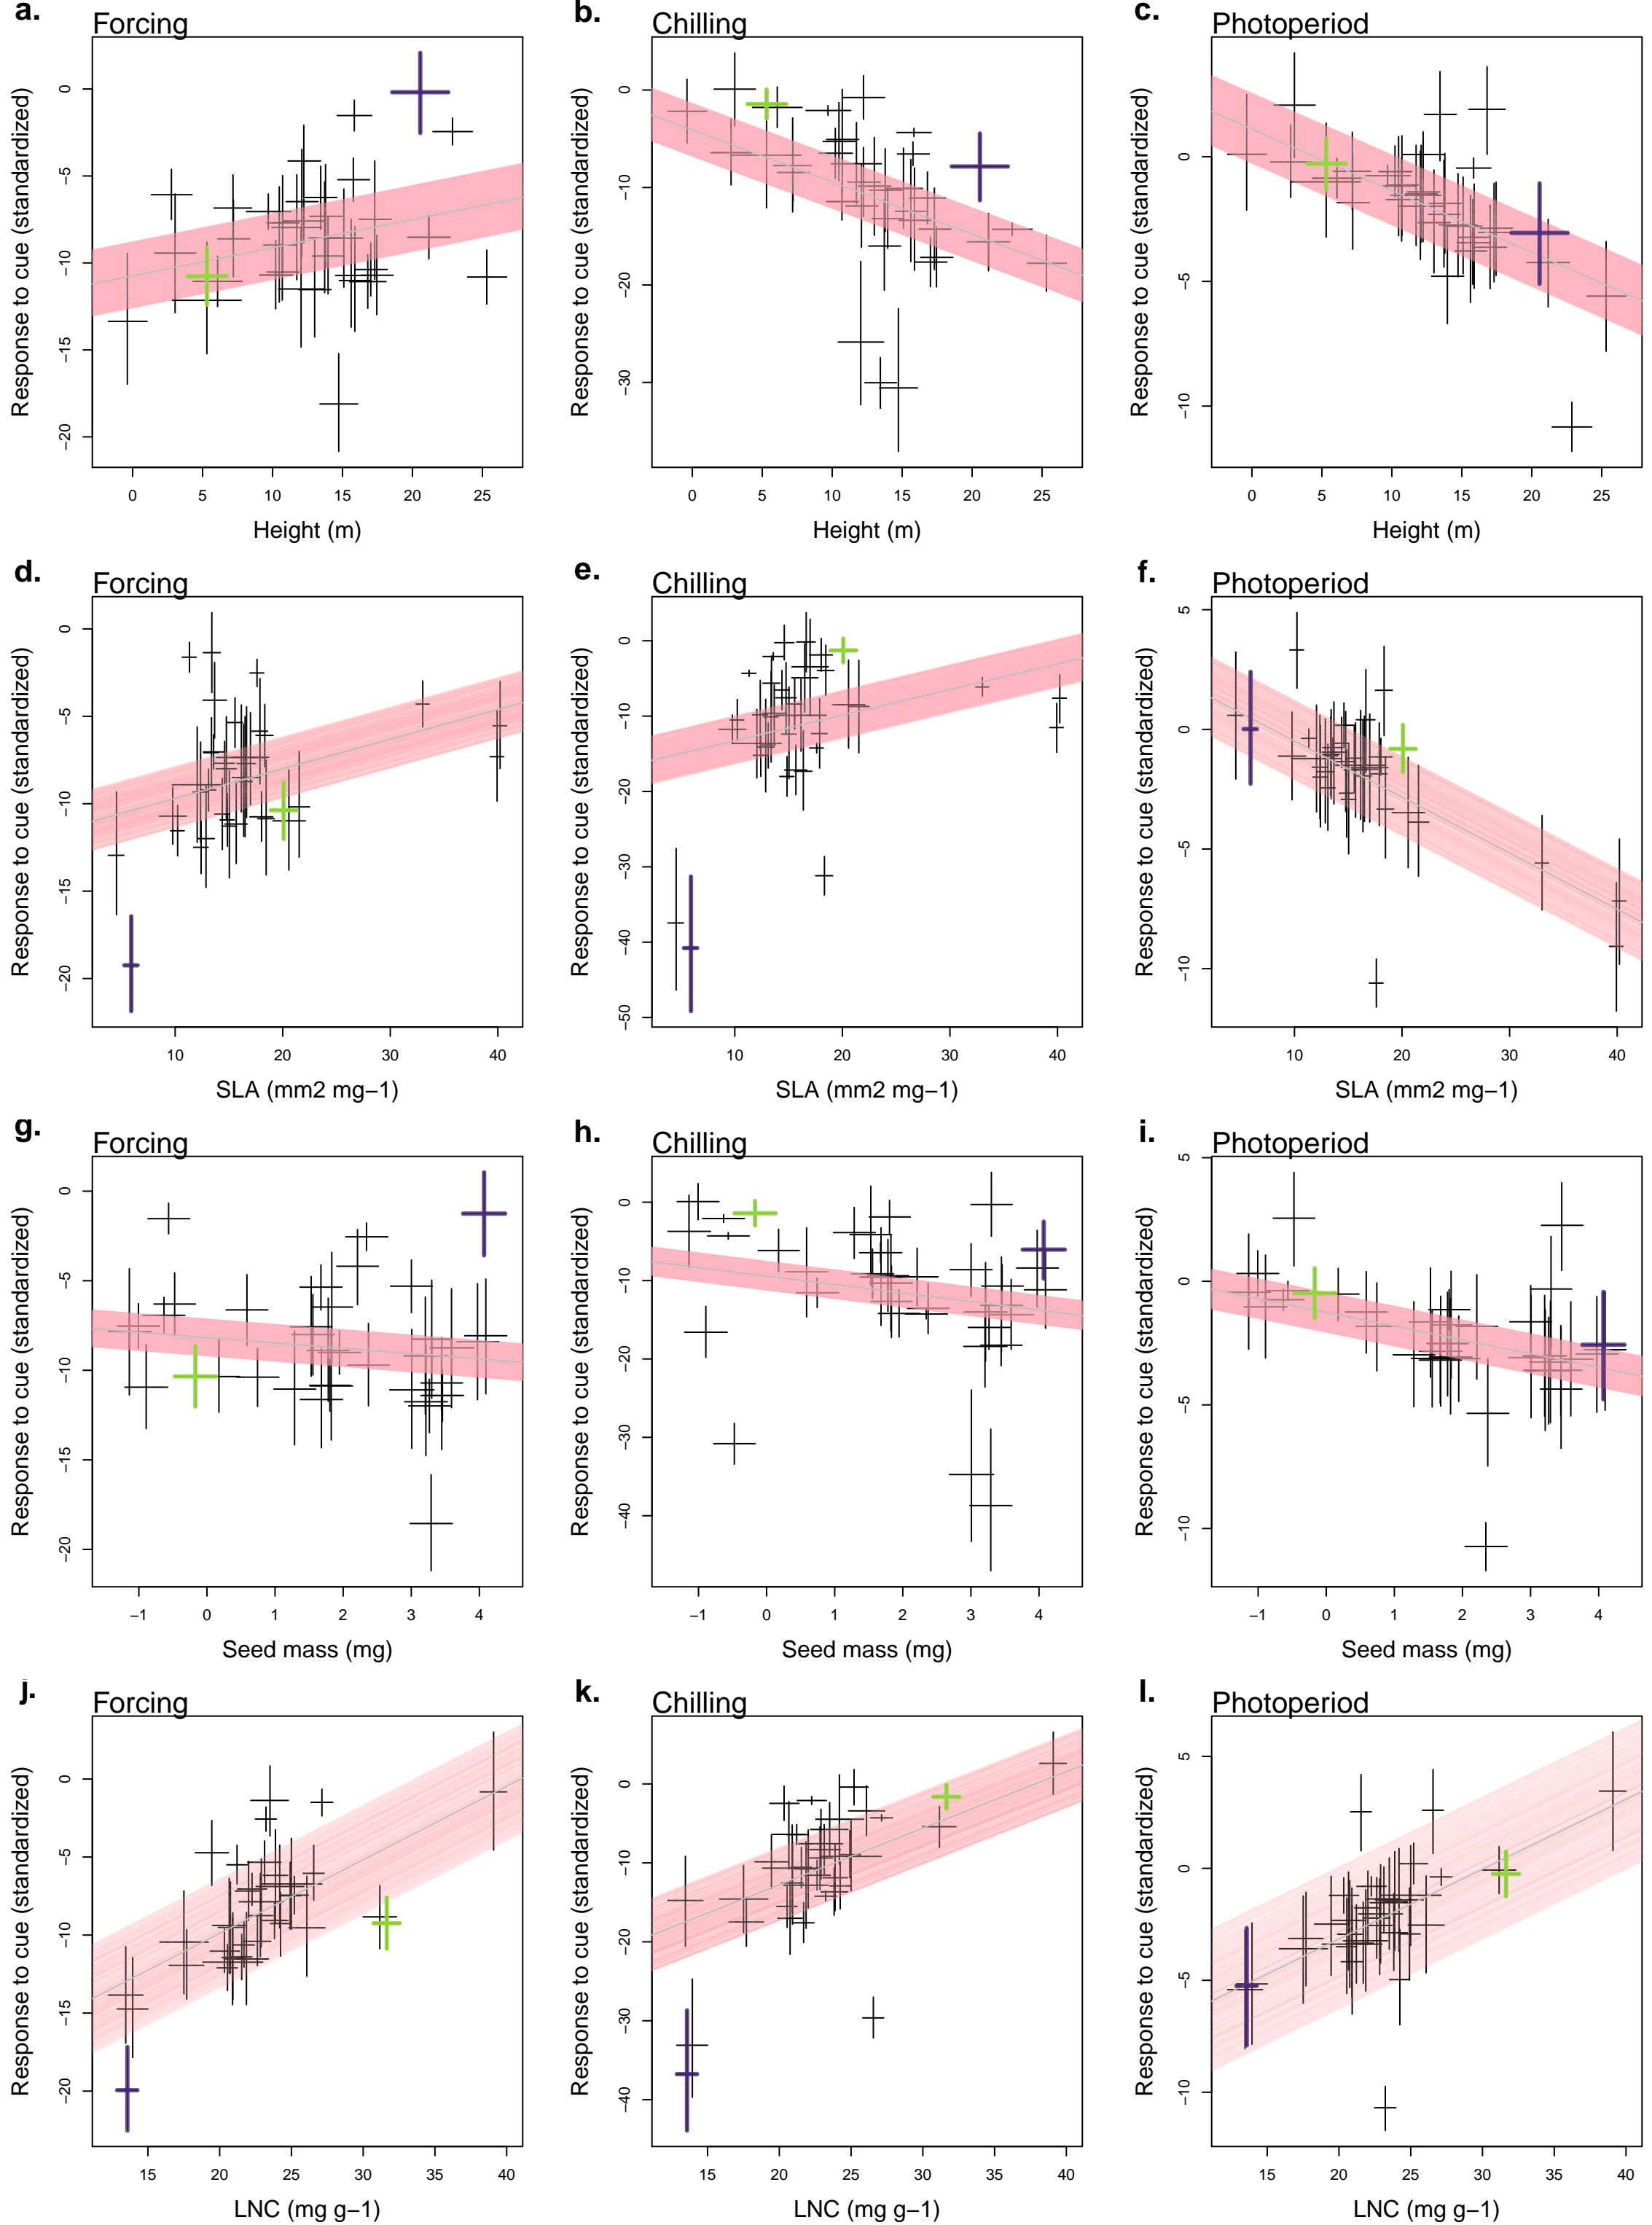 a. Forcing
b. Chilling
c. Photoperiod
Response to cue (standardized)
0
−5
−10
−15
−20
0 5 10 15 20 25
Height (m)
Response to cue (standardized)
0
−10
−20
−30
0 5 10 15 20 25
Height (m)
Response to cue (standardized)
0
−5
−10
0 5 10 15 20 25
Height (m)
d. Forcing
e. Chilling
f. Photoperiod
Response to cue (standardized)
0
−5
−10
−15
−20
10 20 30 40
SLA (mm2 mg−1)
Response to cue (standardized)
0
−10
−20
−30
−40
−50
10 20 30 40
SLA (mm2 mg−1)
Response to cue (standardized)
5
0
−5
−10
10 20 30 40
SLA (mm2 mg−1)
g. Forcing
h. Chilling
i. Photoperiod
Response to cue (standardized)
0
−5
−10
−15
−20
−1 0 1 2 3 4
Seed mass (mg)
Response to cue (standardized)
0
−10
−20
−30
−40
−1 0 1 2 3 4
Seed mass (mg)
Response to cue (standardized)
5
0
−5
−10
−1 0 1 2 3 4
Seed mass (mg)
j. Forcing
k. Chilling
l. Photoperiod
Response to cue (standardized)
0
−5
−10
−15
−20
15 20 25 30 35 40
LNC (mg g−1)
Response to cue (standardized)
0
−10
−20
−30
−40
15 20 25 30 35 40
LNC (mg g−1)
Response to cue (standardized)
5
0
−5
−10
15 20 25 30 35 40
LNC (mg g−1)